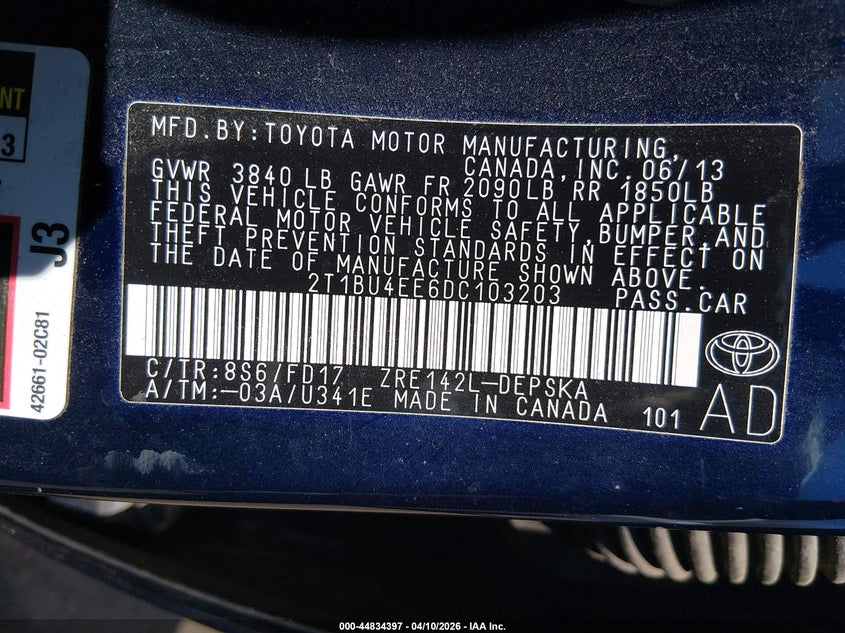 NT
3
J3
42661-02C81
MFD.BY:TOYOTA MOTOR MANUFACTURING,
CANADA, INC. 06/13
GVWR 3840 LB GAWR FR 2090LB, RR 1850LB
THIS VEHICLE CONFORMS TO ALL APPLICABLE
FEDERAL MOTOR VEHICLE SAFETY,BUMPER,AND
THEFT PREVENTION STANDARDS IN EFFECT ON
THE DATE OF MANUFACTURE SHOWN ABOVE.
2T1BU4EE6DC103203 PASS.CAR
C/TR:8S6/FD17 ZRE142L-DEPSKA
A/TM:-03A/U341E MADE IN CANADA 101
AD
000-44834397 - 04/10/2026 - IAA Inc.